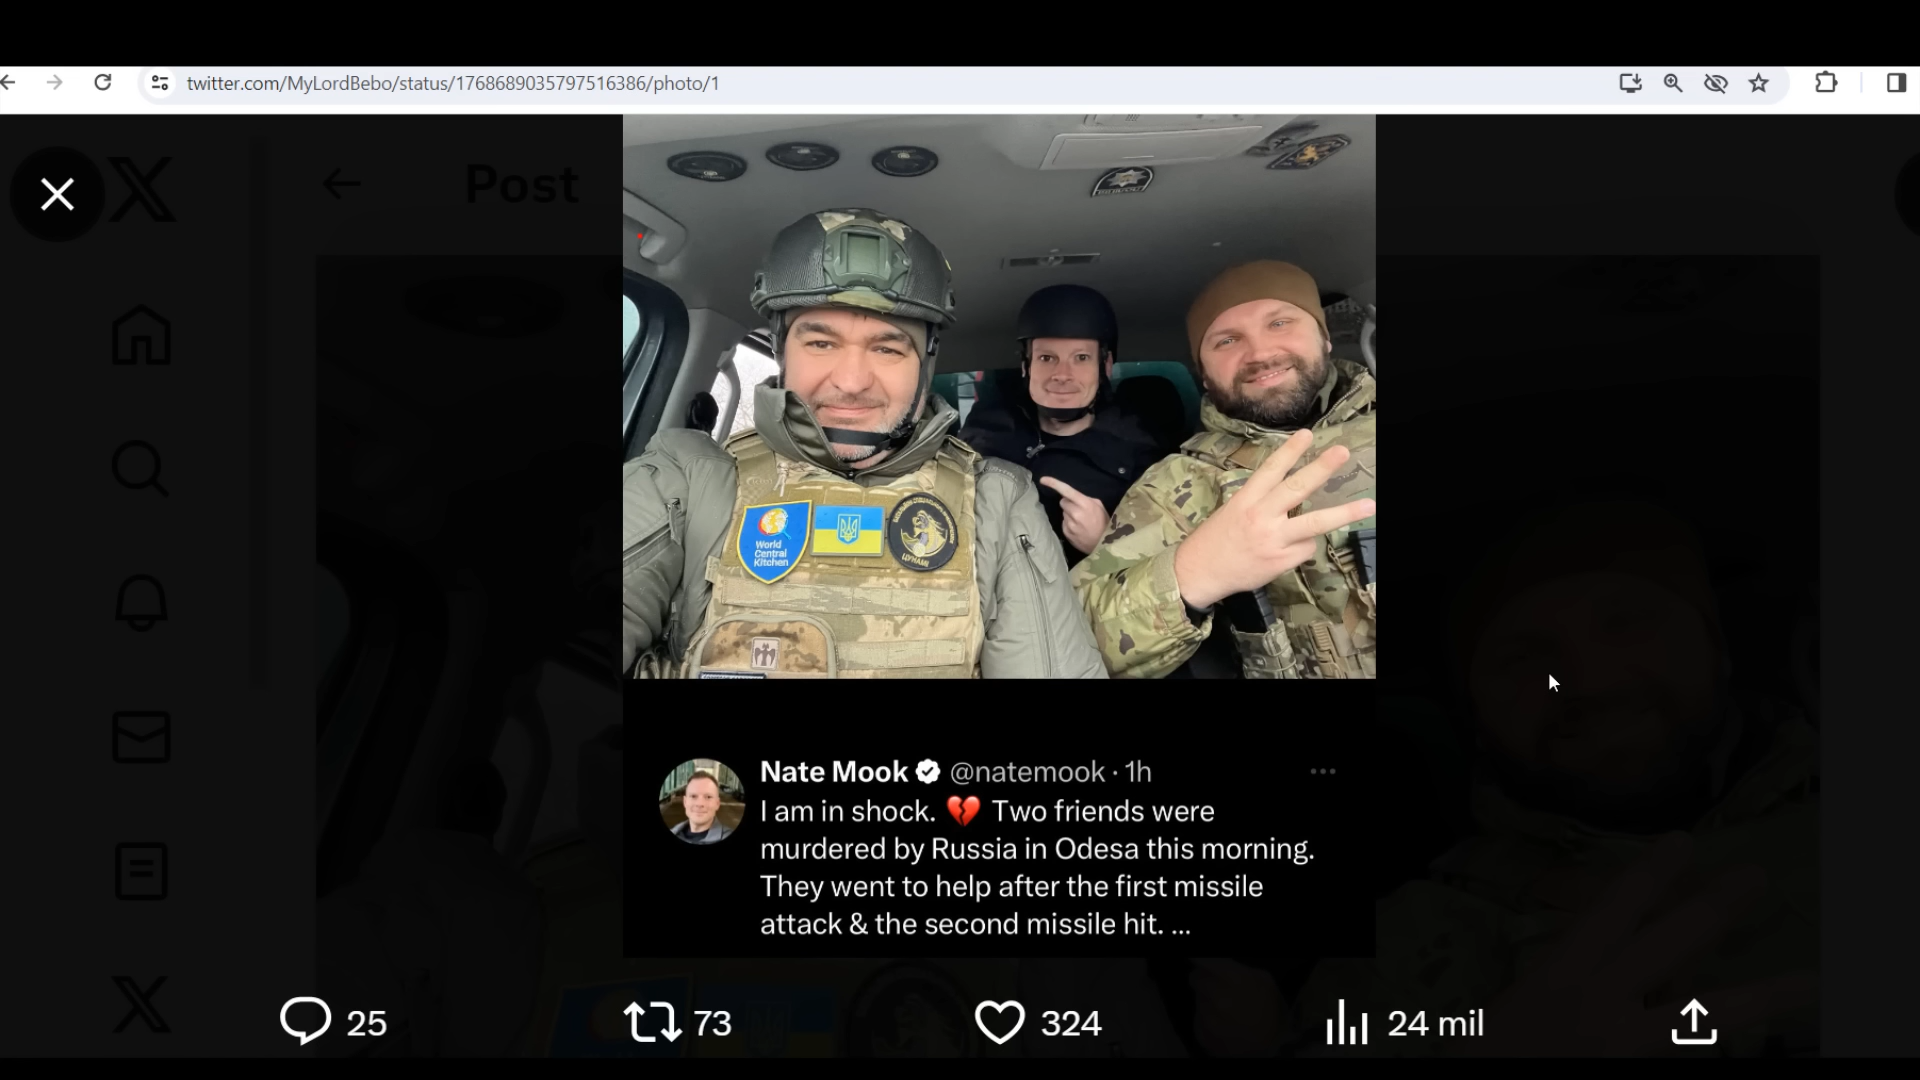 twitter.com/MyLordBebo/status/1768689035797516386/photo/1
Post
World
Central
Kitchen
Nate Mook @natemook · 1h
I am in shock. 💔 Two friends were
murdered by Russia in Odesa this morning.
They went to help after the first missile
attack & the second missile hit. ...
25
73
324
24 mil